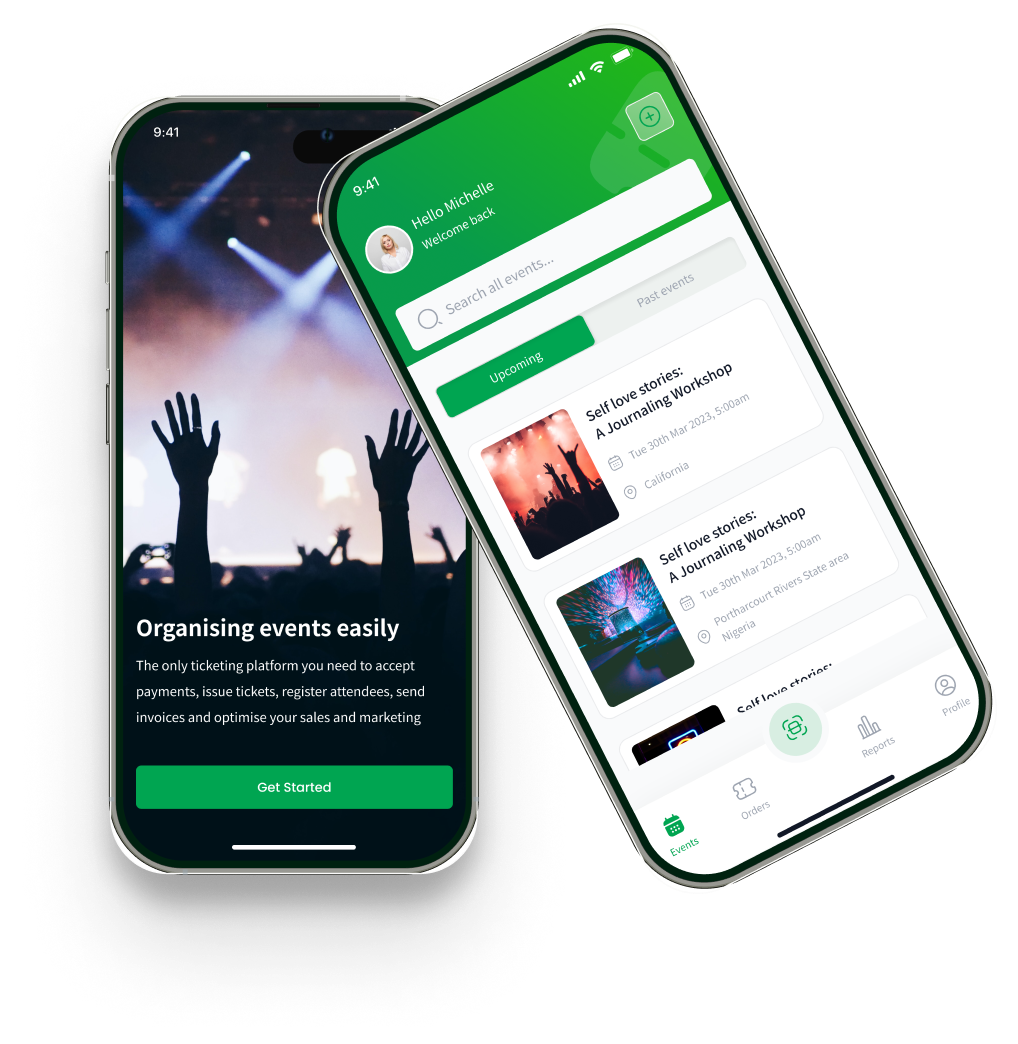 9:41
Organising events easily
The only ticketing platform you need to accept
payments, issue tickets, register attendees, send
invoices and optimise your sales and marketing
Get Started
9:41
Hello Michelle
Welcome back
Search all events...
Upcoming
Past events
Self love stories:
A Journaling Workshop
Tue 30th Mar 2023, 5:00am
California
Self love stories:
A Journaling Workshop
Tue 30th Mar 2023, 5:00am
Portharcourt Rivers State area
Nigeria
Self love stories:
Events
Orders
Reports
Profile